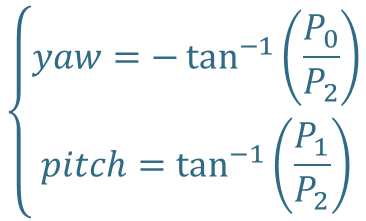 yaw = − tan⁻¹ (P₀/P₂)
pitch = tan⁻¹ (P₁/P₂)